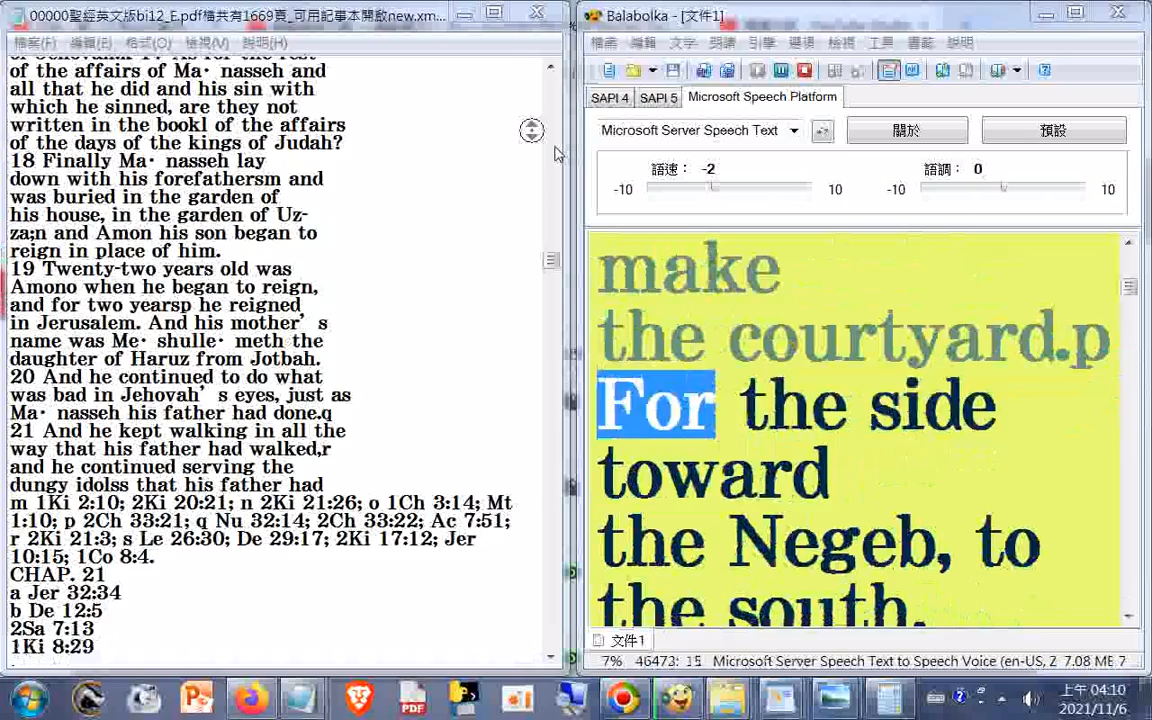 00000聖經英文版bi12_E.pdf檔共有1669頁_可用記事本開啟new.xm...
檔案(F) 編輯(E) 格式(O) 檢視(V) 說明(H)
of the affairs of Ma· nasseh and
all that he did and his sin with
which he sinned, are they not
written in the bookl of the affairs
of the days of the kings of Judah?
18 Finally Ma· nasseh lay
down with his forefathersm and
was buried in the garden of
his house, in the garden of Uz-
za;n and Amon his son began to
reign in place of him.
19 Twenty-two years old was
Amono when he began to reign,
and for two yearsp he reigned
in Jerusalem. And his mother’ s
name was Me· shulle· meth the
daughter of Haruz from Jotbah.
20 And he continued to do what
was bad in Jehovah’ s eyes, just as
Ma· nasseh his father had done.q
21 And he kept walking in all the
way that his father had walked,r
and he continued serving the
dungy idolss that his father had
m 1Ki 2:10; 2Ki 20:21; n 2Ki 21:26; o 1Ch 3:14; Mt
1:10; p 2Ch 33:21; q Nu 32:14; 2Ch 33:22; Ac 7:51;
r 2Ki 21:3; s Le 26:30; De 29:17; 2Ki 17:12; Jer
10:15; 1Co 8:4.
CHAP. 21
a Jer 32:34
b De 12:5
2Sa 7:13
1Ki 8:29
Balabolka - [文件1]
檔案 編輯 文字 朗讀 引擎 選項 檢視 工具 書籤 說明
SAPI 4 SAPI 5 Microsoft Speech Platform
Microsoft Server Speech Text 關於 預設
語速： -2 語調： 0
-10 10 -10 10
make
the courtyard.p
For the side
toward
the Negeb, to
the south,
文件1
7% 46473: 15 Microsoft Server Speech Text to Speech Voice (en-US, Z 7.08 ME 7
PDF
上午 04:10
2021/11/6